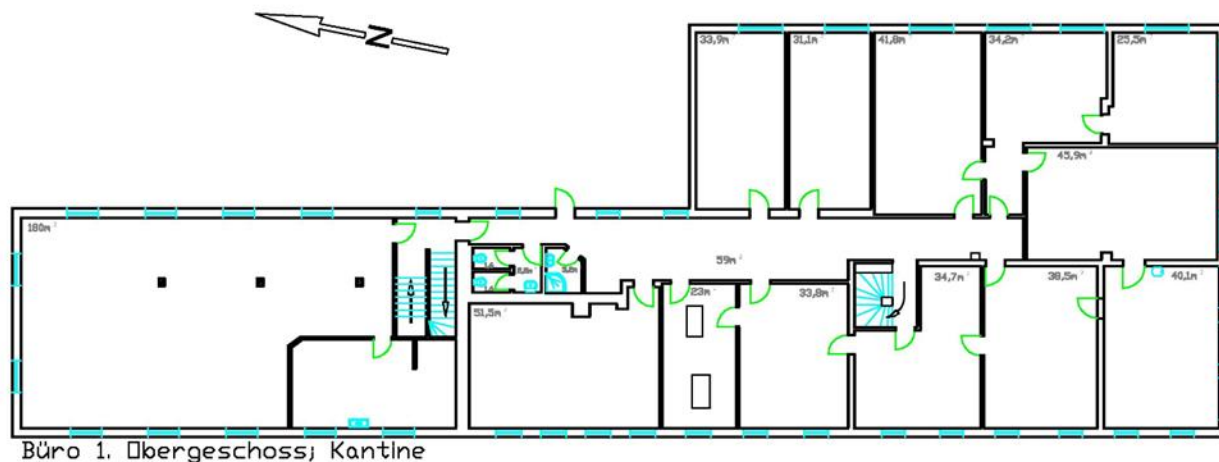 N
33,9m²
31,1m²
41,8m²
34,2m²
25,5m²
45,9m²
180m²
59m²
51,5m²
23m²
33,8m²
34,7m²
38,5m²
40,1m²
Büro 1. Obergeschoss; Kantine